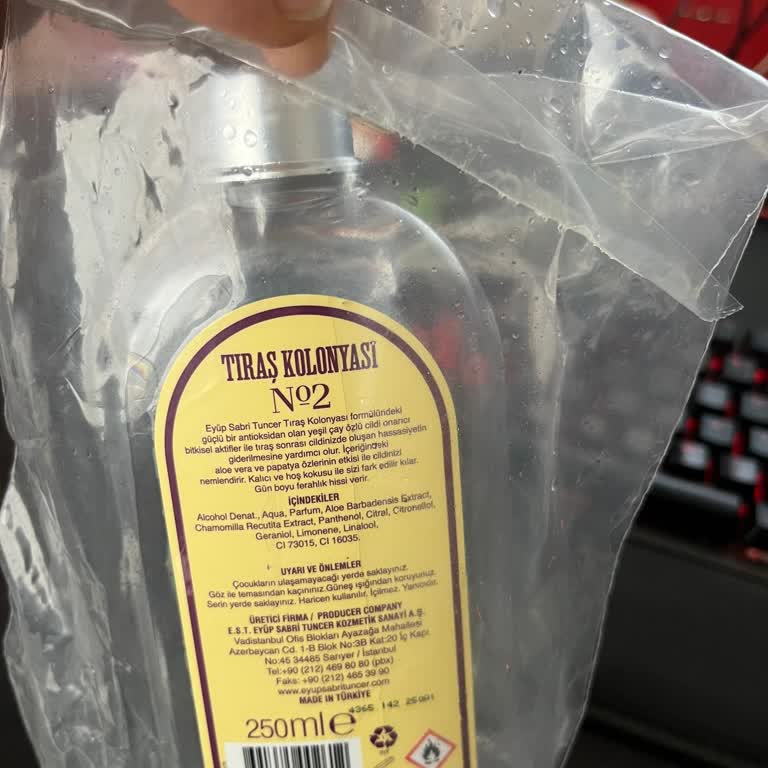 TIRAŞ KOLONYASI
Nº2
Eyüp Sabri Tuncer Tıraş Kolonyası formülündeki
güçlü bir antioksidan olan yeşil çay özlü cildi onarıcı
bitkisel aktifler ile tıraş sonrası cildinizde oluşan hassasiyetin
giderilmesine yardımcı olur. İçeriğindeki
aloe vera ve papatya özlerinin etkisi ile cildinizi
nemlendirir. Kalıcı ve hoş kokusu ile sizi fark edilir kılar.
Gün boyu ferahlık hissi verir.
İÇİNDEKİLER
Alcohol Denat., Aqua, Parfum, Aloe Barbadensis Extract,
Chamomilla Recutita Extract, Panthenol, Citral, Citronellol,
Geraniol, Limonene, Linalool,
CI 73015, CI 16035.
UYARI VE ÖNLEMLER
Çocukların ulaşamayacağı yerde saklayınız.
Göz ile temasından kaçınınız.Güneş ışığından koruyunuz.
Serin yerde saklayınız. Haricen kullanılır. İçilmez. Yanıcıdır.
ÜRETİCİ FİRMA / PRODUCER COMPANY
E.S.T. EYÜP SABRİ TUNCER KOZMETİK SANAYİ A.Ş.
Vadistanbul Ofis Blokları Ayazağa Mahallesi
Azerbaycan Cd. 1-B Blok No:3B Kat:20 İç Kapı
No:45 34485 Sarıyer / İstanbul
Tel:+90 (212) 469 80 80 (pbx)
Faks: +90 (212) 465 39 90
www.eyupsabrituncer.com
MADE IN TÜRKİYE
4365 142 25091
250ml e